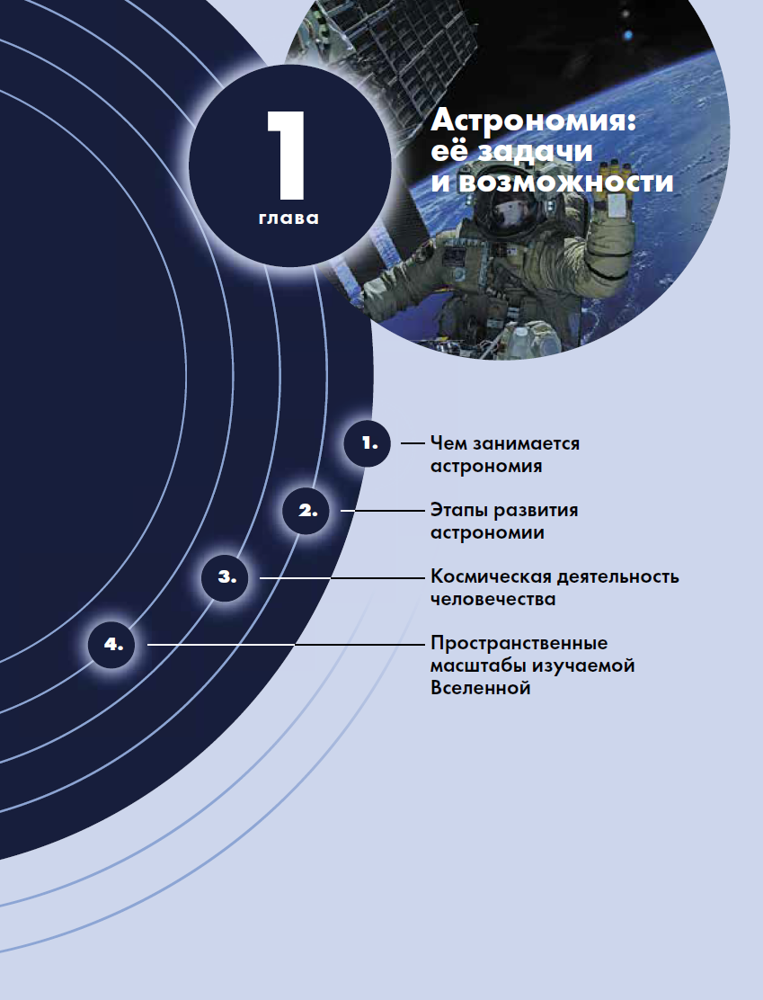 1
глава
Астрономия:
её задачи
и возможности
1.
Чем занимается
астрономия
2.
Этапы развития
астрономии
3.
Космическая деятельность
человечества
4.
Пространственные
масштабы изучаемой
Вселенной